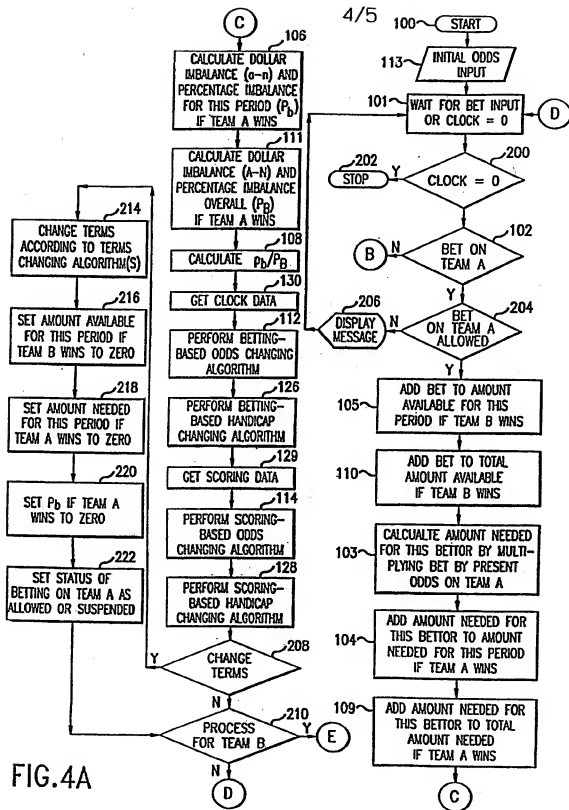 4/5
100
START
113
INITIAL ODDS
INPUT
101
WAIT FOR BET INPUT
OR CLOCK = 0
D
200
CLOCK = 0
Y
202
STOP
102
BET ON
TEAM A
N
B
Y
204
BET
ON TEAM A
ALLOWED
N
206
DISPLAY
MESSAGE
Y
105
ADD BET TO AMOUNT
AVAILABLE FOR THIS
PERIOD IF TEAM B WINS
110
ADD BET TO TOTAL
AMOUNT AVAILABLE
IF TEAM B WINS
103
CALCUALTE AMOUNT NEEDED
FOR THIS BETTOR BY MULTI-
PLYING BET BY PRESENT
ODDS ON TEAM A
104
ADD AMOUNT NEEDED FOR
THIS BETTOR TO AMOUNT
NEEDED FOR THIS PERIOD
IF TEAM A WINS
109
ADD AMOUNT NEEDED FOR
THIS BETTOR TO TOTAL
AMOUNT NEEDED
IF TEAM A WINS
C
C
106
CALCULATE DOLLAR
IMBALANCE (a-n) AND
PERCENTAGE IMBALANCE
FOR THIS PERIOD (Pb)
IF TEAM A WINS
111
CALCULATE DOLLAR
IMBALANCE (A-N) AND
PERCENTAGE IMBALANCE
OVERALL (PB)
IF TEAM A WINS
108
CALCULATE Pb/PB
130
GET CLOCK DATA
112
PERFORM BETTING-
BASED ODDS CHANGING
ALGORITHM
126
PERFORM BETTING-
BASED HANDICAP
CHANGING ALGORITHM
129
GET SCORING DATA
114
PERFORM SCORING-
BASED ODDS
CHANGING ALGORITHM
128
PERFORM SCORING-
BASED HANDICAP
CHANGING ALGORITHM
208
CHANGE
TERMS
Y
N
210
PROCESS
FOR TEAM B
Y
E
N
D
214
CHANGE TERMS
ACCORDING TO TERMS
CHANGING ALGORITHM(S)
216
SET AMOUNT AVAILABLE
FOR THIS PERIOD IF
TEAM B WINS TO ZERO
218
SET AMOUNT NEEDED
FOR THIS PERIOD IF
TEAM A WINS TO ZERO
220
SET Pb IF TEAM A
WINS TO ZERO
222
SET STATUS OF
BETTING ON TEAM A AS
ALLOWED OR SUSPENDED
FIG.4A